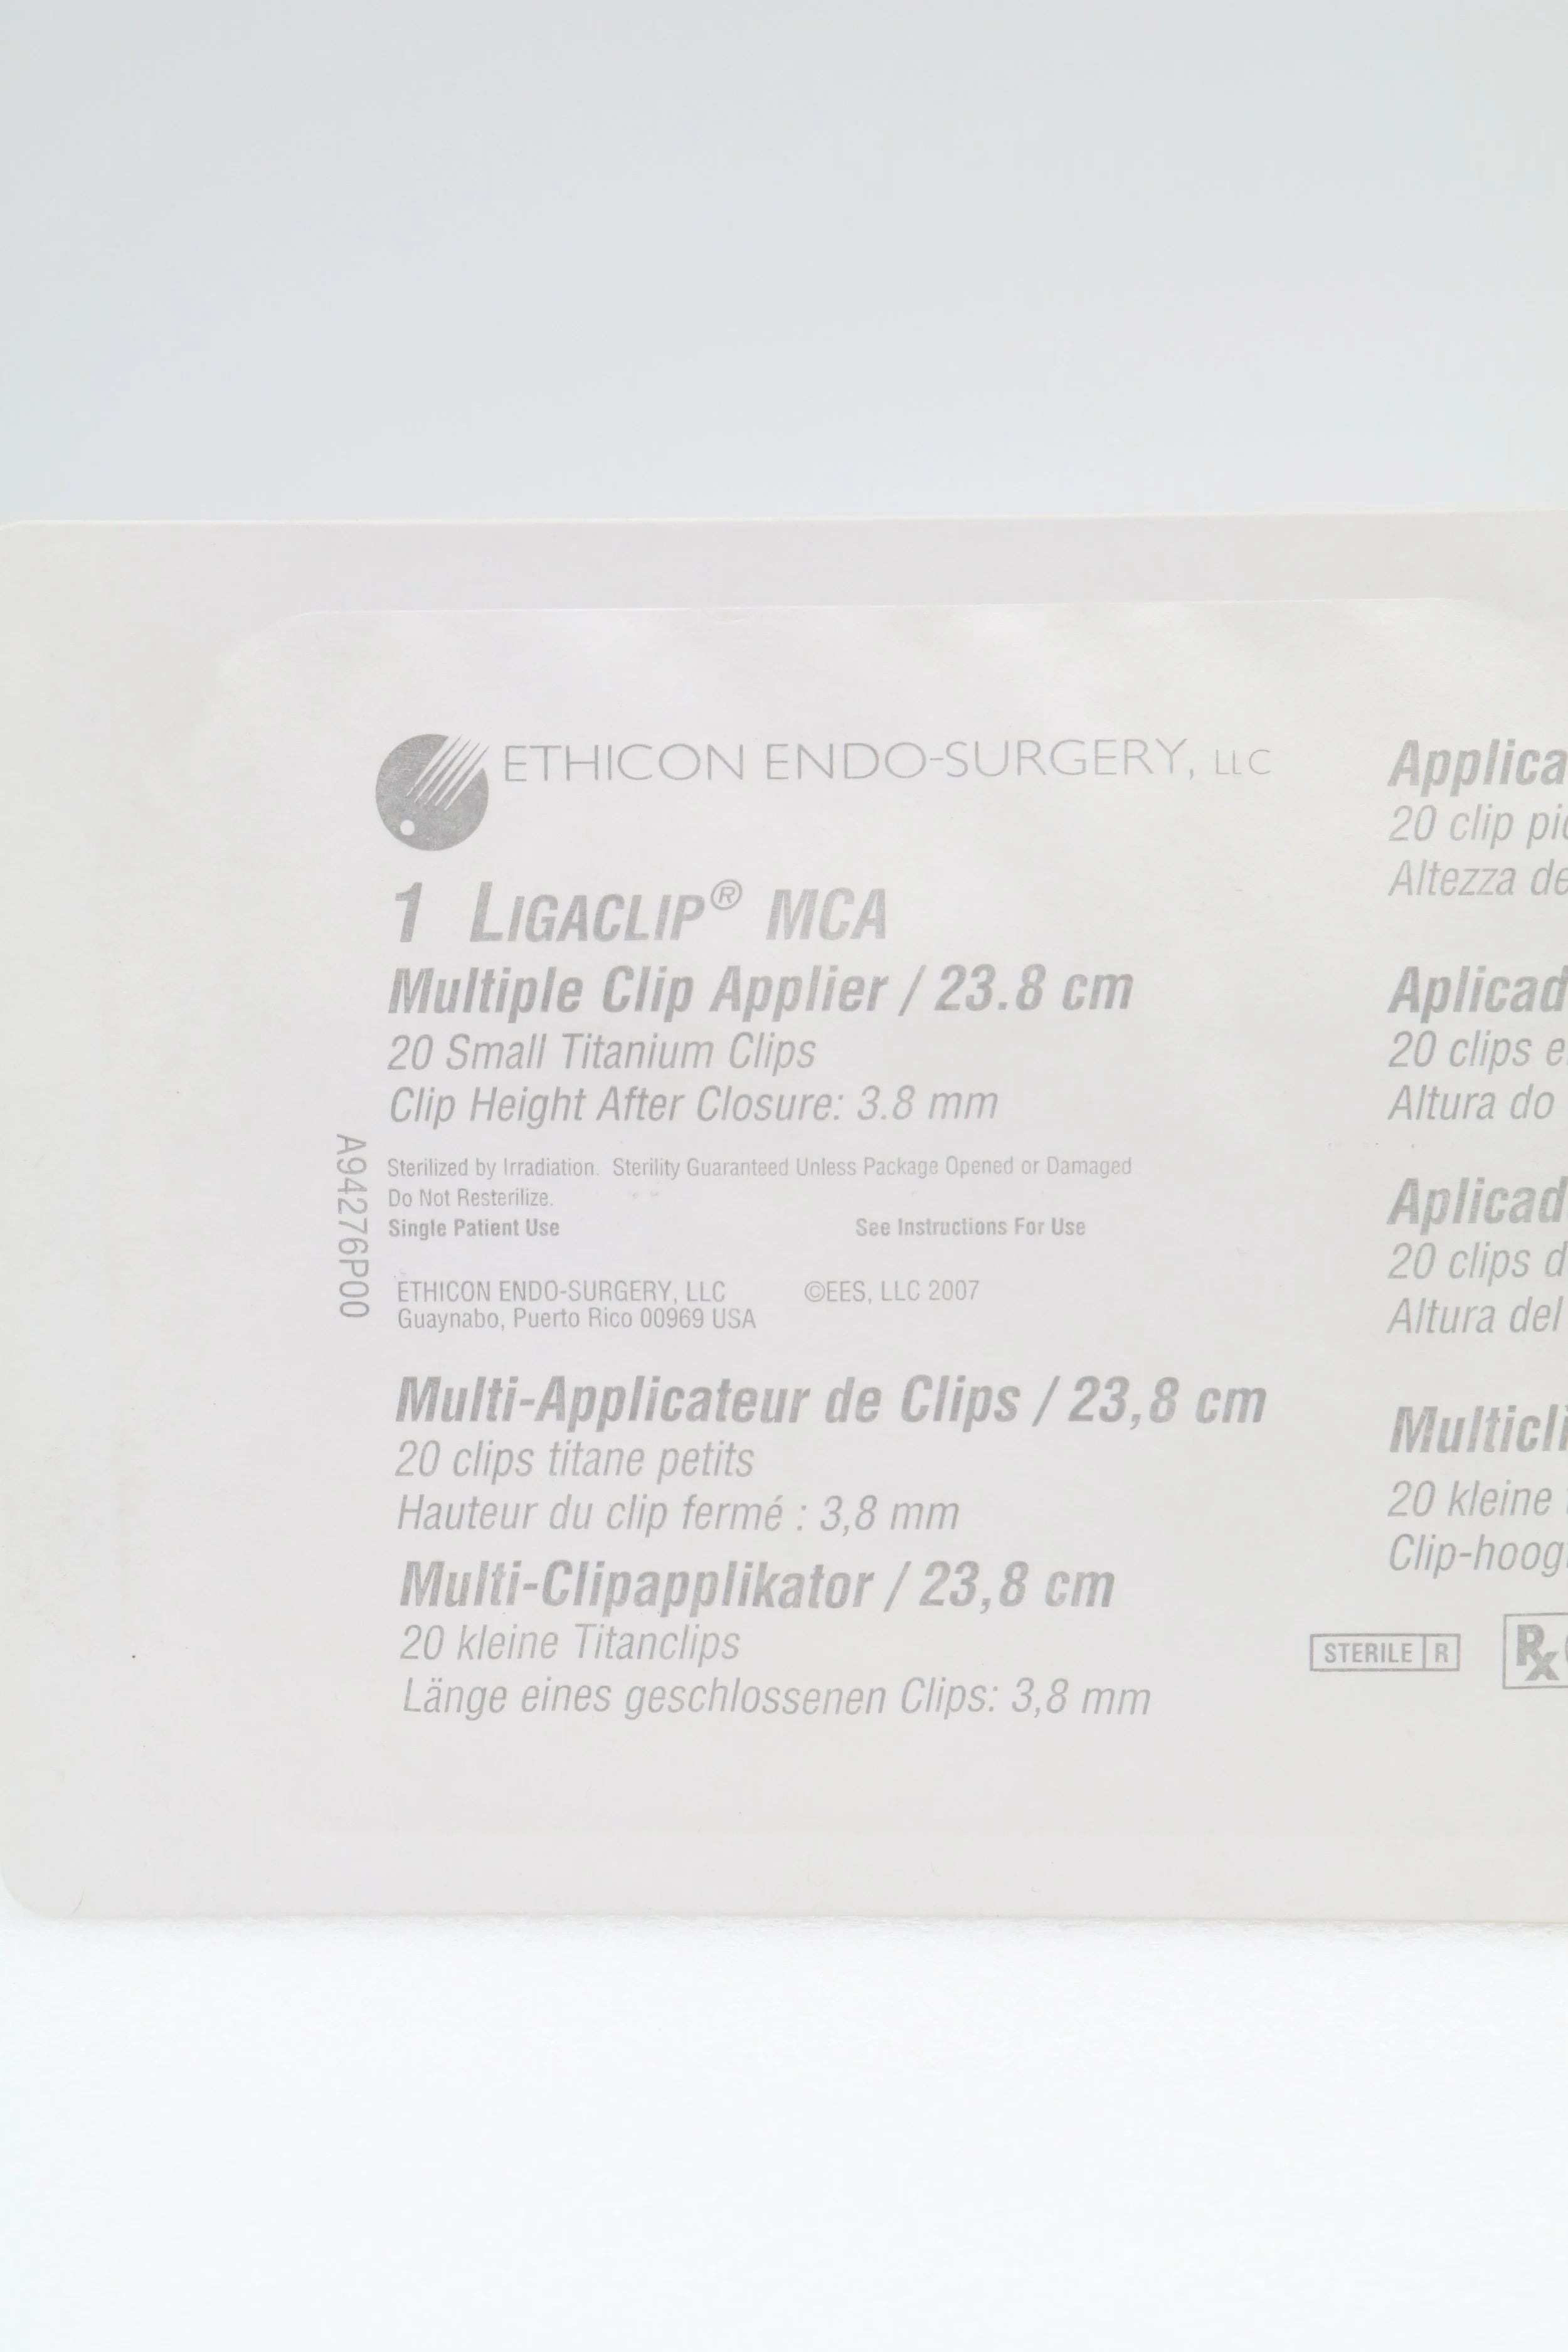 ETHICON ENDO-SURGERY, LLC
1 LIGACLIP® MCA
Multiple Clip Applier / 23.8 cm
20 Small Titanium Clips
Clip Height After Closure: 3.8 mm
Sterilized by Irradiation. Sterility Guaranteed Unless Package Opened or Damaged
Do Not Resterilize.
Single Patient Use See Instructions For Use
ETHICON ENDO-SURGERY, LLC ©EES, LLC 2007
Guaynabo, Puerto Rico 00969 USA
A94276P00
Multi-Applicateur de Clips / 23,8 cm
20 clips titane petits
Hauteur du clip fermé : 3,8 mm
Multi-Clipapplikator / 23,8 cm
20 kleine Titanclips
Länge eines geschlossenen Clips: 3,8 mm
Applica
20 clip pic
Altezza de
Aplicad
20 clips e
Altura do
Aplicad
20 clips d
Altura del
Multicli
20 kleine
Clip-hoog
STERILE R
Rx